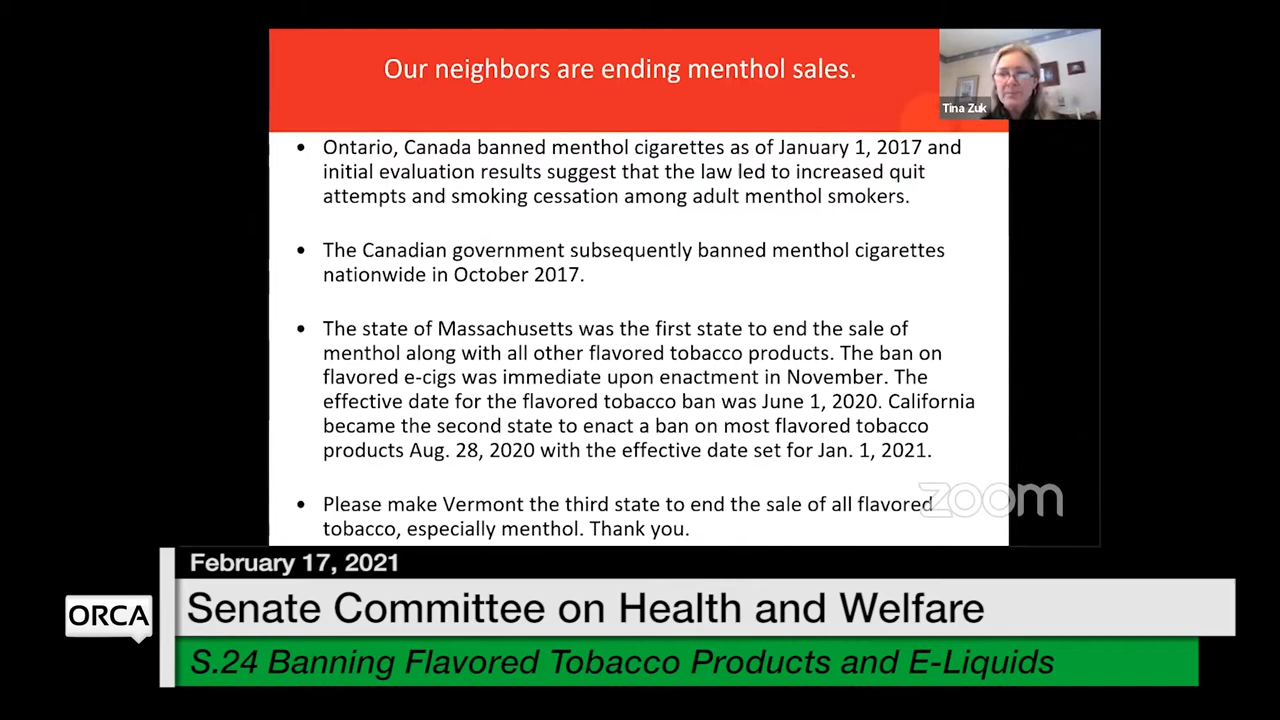 Our neighbors are ending menthol sales.
Tina Zuk
• Ontario, Canada banned menthol cigarettes as of January 1, 2017 and
initial evaluation results suggest that the law led to increased quit
attempts and smoking cessation among adult menthol smokers.
• The Canadian government subsequently banned menthol cigarettes
nationwide in October 2017.
• The state of Massachusetts was the first state to end the sale of
menthol along with all other flavored tobacco products. The ban on
flavored e-cigs was immediate upon enactment in November. The
effective date for the flavored tobacco ban was June 1, 2020. California
became the second state to enact a ban on most flavored tobacco
products Aug. 28, 2020 with the effective date set for Jan. 1, 2021.
• Please make Vermont the third state to end the sale of all flavored
tobacco, especially menthol. Thank you.
zoom
February 17, 2021
ORCA
Senate Committee on Health and Welfare
S.24 Banning Flavored Tobacco Products and E-Liquids